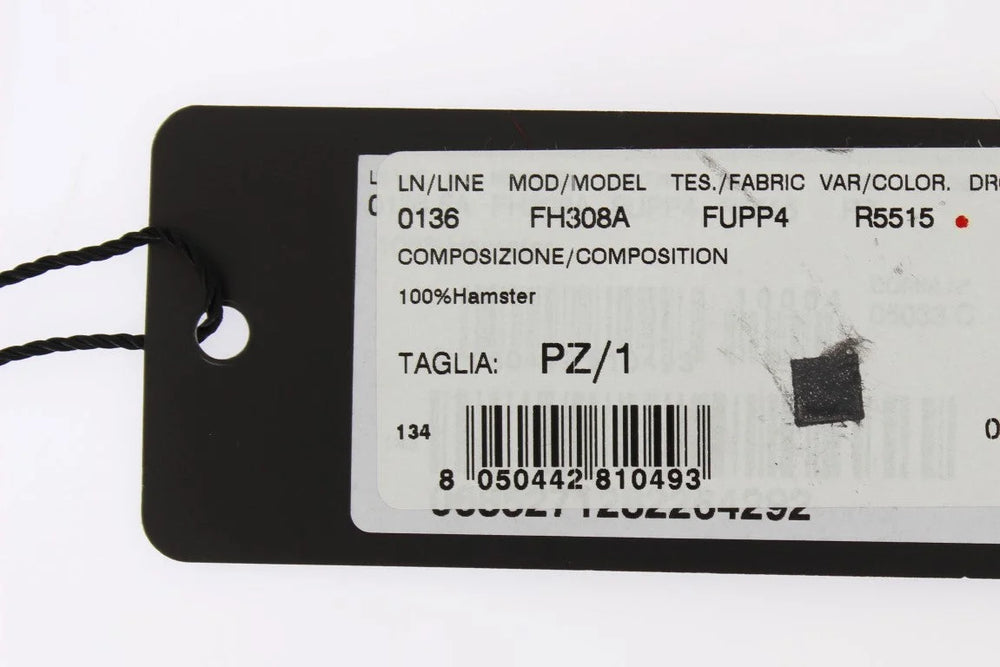 LN/LINE MOD/MODEL TES./FABRIC VAR/COLOR. DR
0136 FH308A FUPP4 R5515
COMPOSIZIONE/COMPOSITION
100%Hamster
TAGLIA: PZ/1
134
8 050442 810493